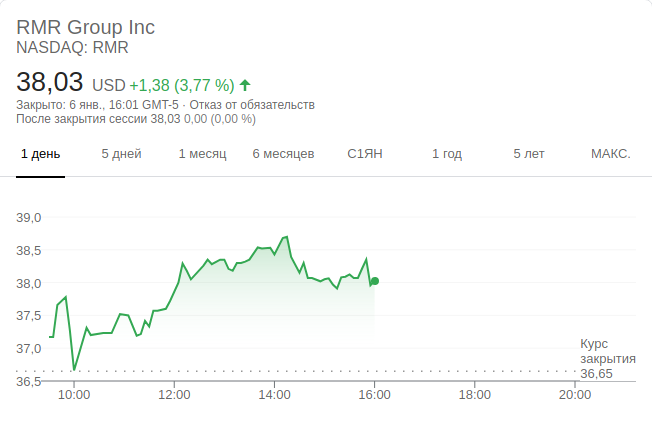 RMR Group Inc
NASDAQ: RMR
38,03 USD +1,38 (3,77 %)
Закрыто: 6 янв., 16:01 GMT-5 · Отказ от обязательств
После закрытия сессии 38,03 0,00 (0,00 %)
1 день 5 дней 1 месяц 6 месяцев С1ЯН 1 год 5 лет МАКС.
39,0
38,5
38,0
37,5
37,0
36,5
Курс
закрытия
36,65
10:00 12:00 14:00 16:00 18:00 20:00